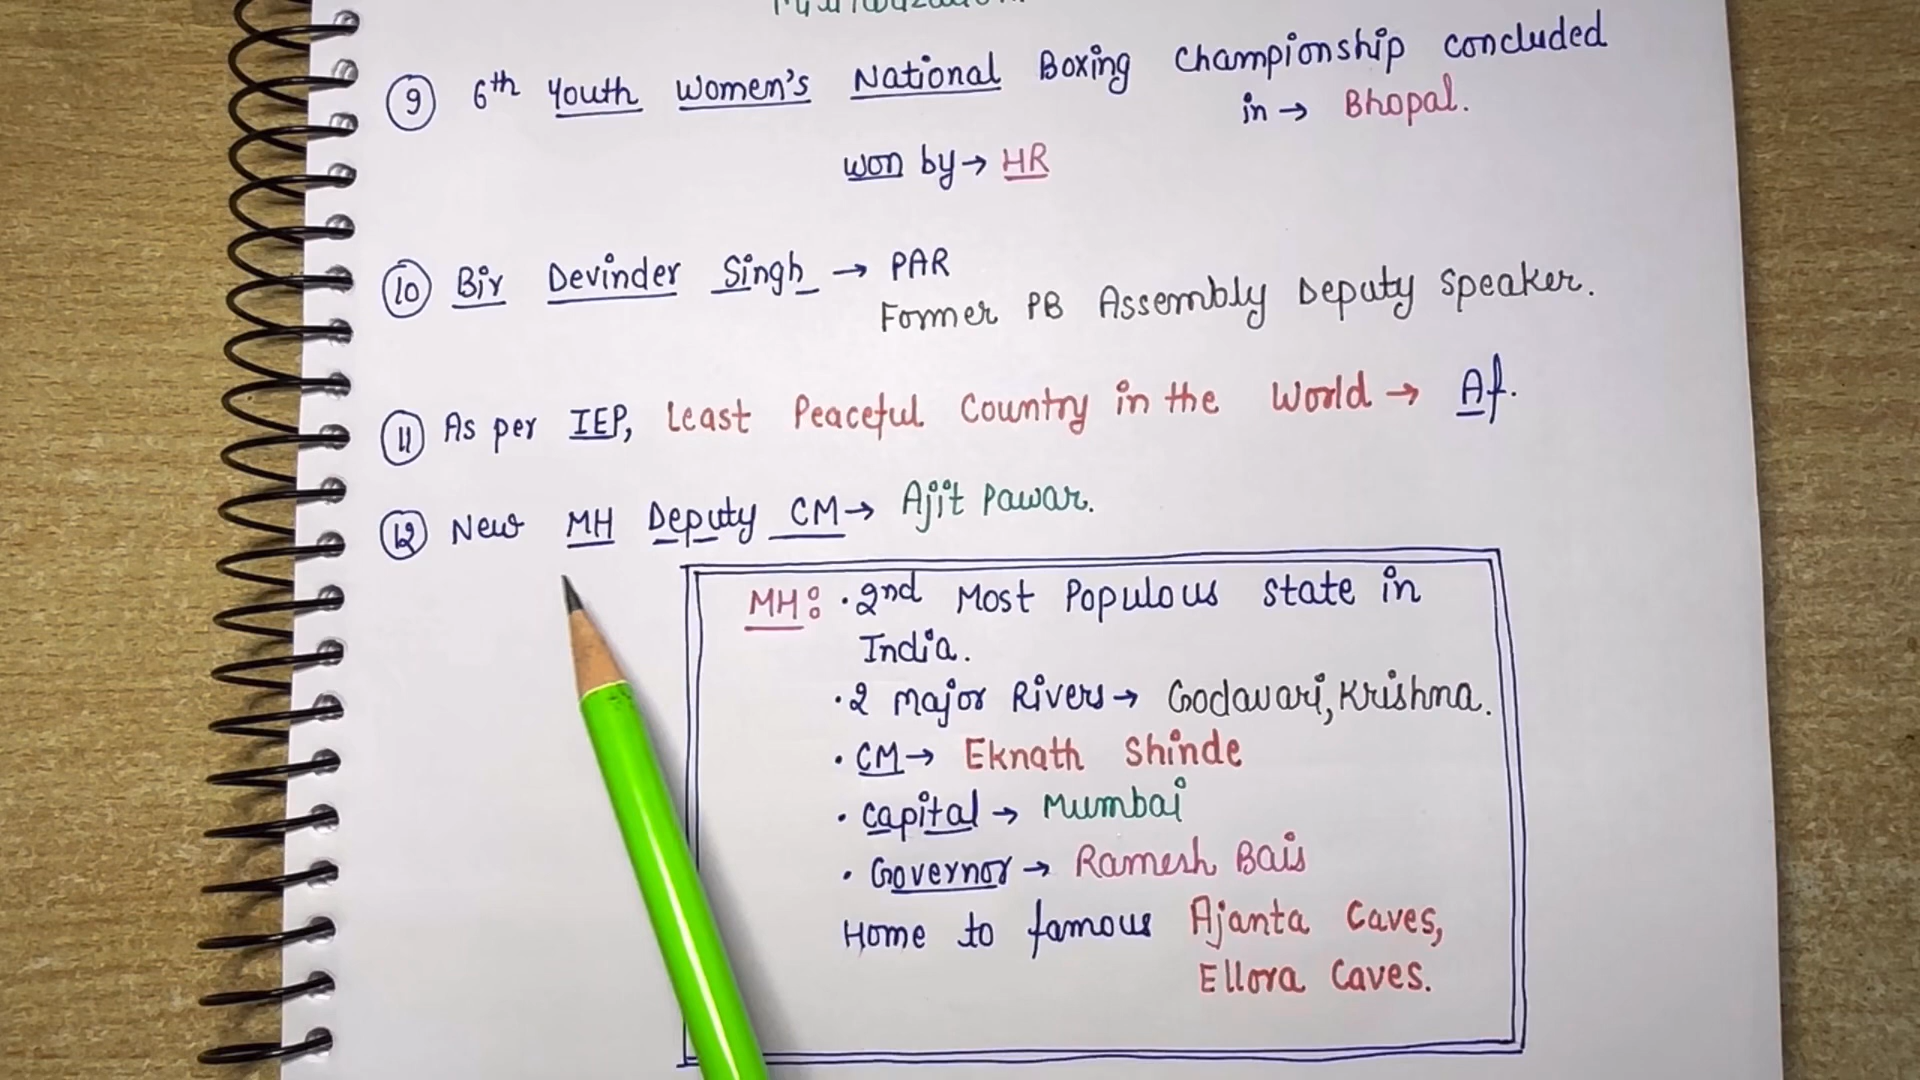 9 6th Youth Women's National Boxing Championship concluded
in → Bhopal.
won by → HR
10 Bir Devinder Singh → PAR
Former PB Assembly Deputy Speaker.
11 As per IEP, Least Peaceful Country in the World → Af.
12 New MH Deputy CM → Ajit Pawar.
MH: • 2nd Most Populous State in
India.
• 2 Major Rivers → Godavari, Krishna.
• CM → Eknath Shinde
• Capital → Mumbai
• Governor → Ramesh Bais
Home to famous Ajanta Caves,
Ellora Caves.